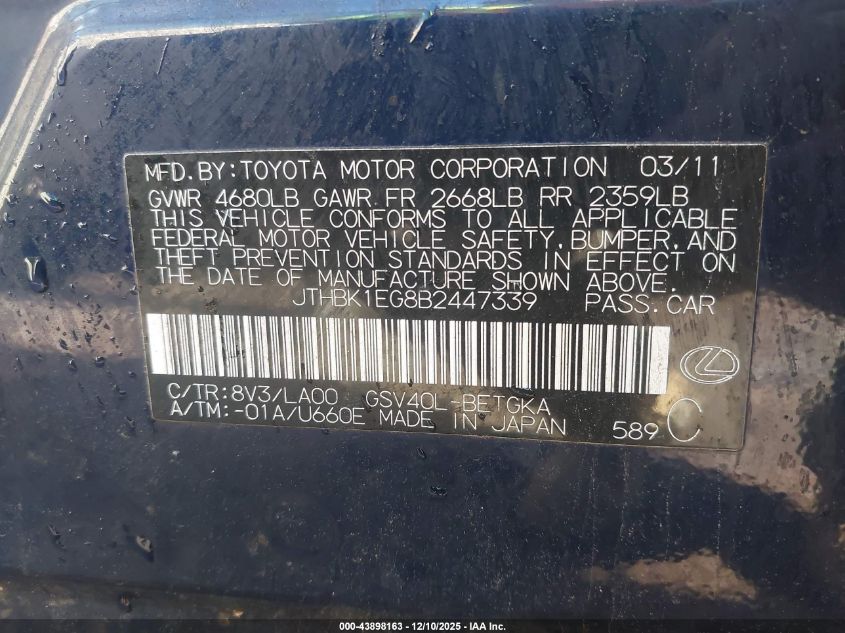 MFD. BY: TOYOTA MOTOR CORPORATION 03/11
GVWR 4680LB GAWR FR 2668LB RR 2359LB
THIS VEHICLE CONFORMS TO ALL APPLICABLE
FEDERAL MOTOR VEHICLE SAFETY, BUMPER, AND
THEFT PREVENTION STANDARDS IN EFFECT ON
THE DATE OF MANUFACTURE SHOWN ABOVE.
JTHBK1EG8B2447339 PASS. CAR
C/TR: 8V3/LA00 GSV40L-BETGKA
A/TM: -01A/U660E MADE IN JAPAN 589 C
000-43898163 - 12/10/2025 - IAA Inc.